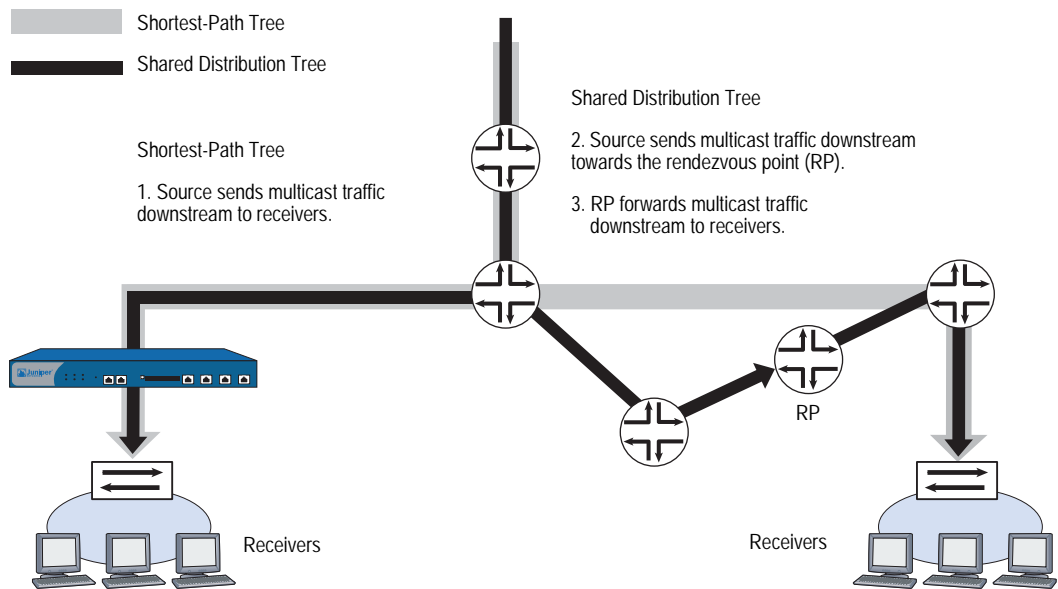 Shortest-Path Tree
Shared Distribution Tree
Shared Distribution Tree
2. Source sends multicast traffic downstream
towards the rendezvous point (RP).
3. RP forwards multicast traffic
downstream to receivers.
Shortest-Path Tree
1. Source sends multicast traffic
downstream to receivers.
Juniper
RP
Receivers
Receivers